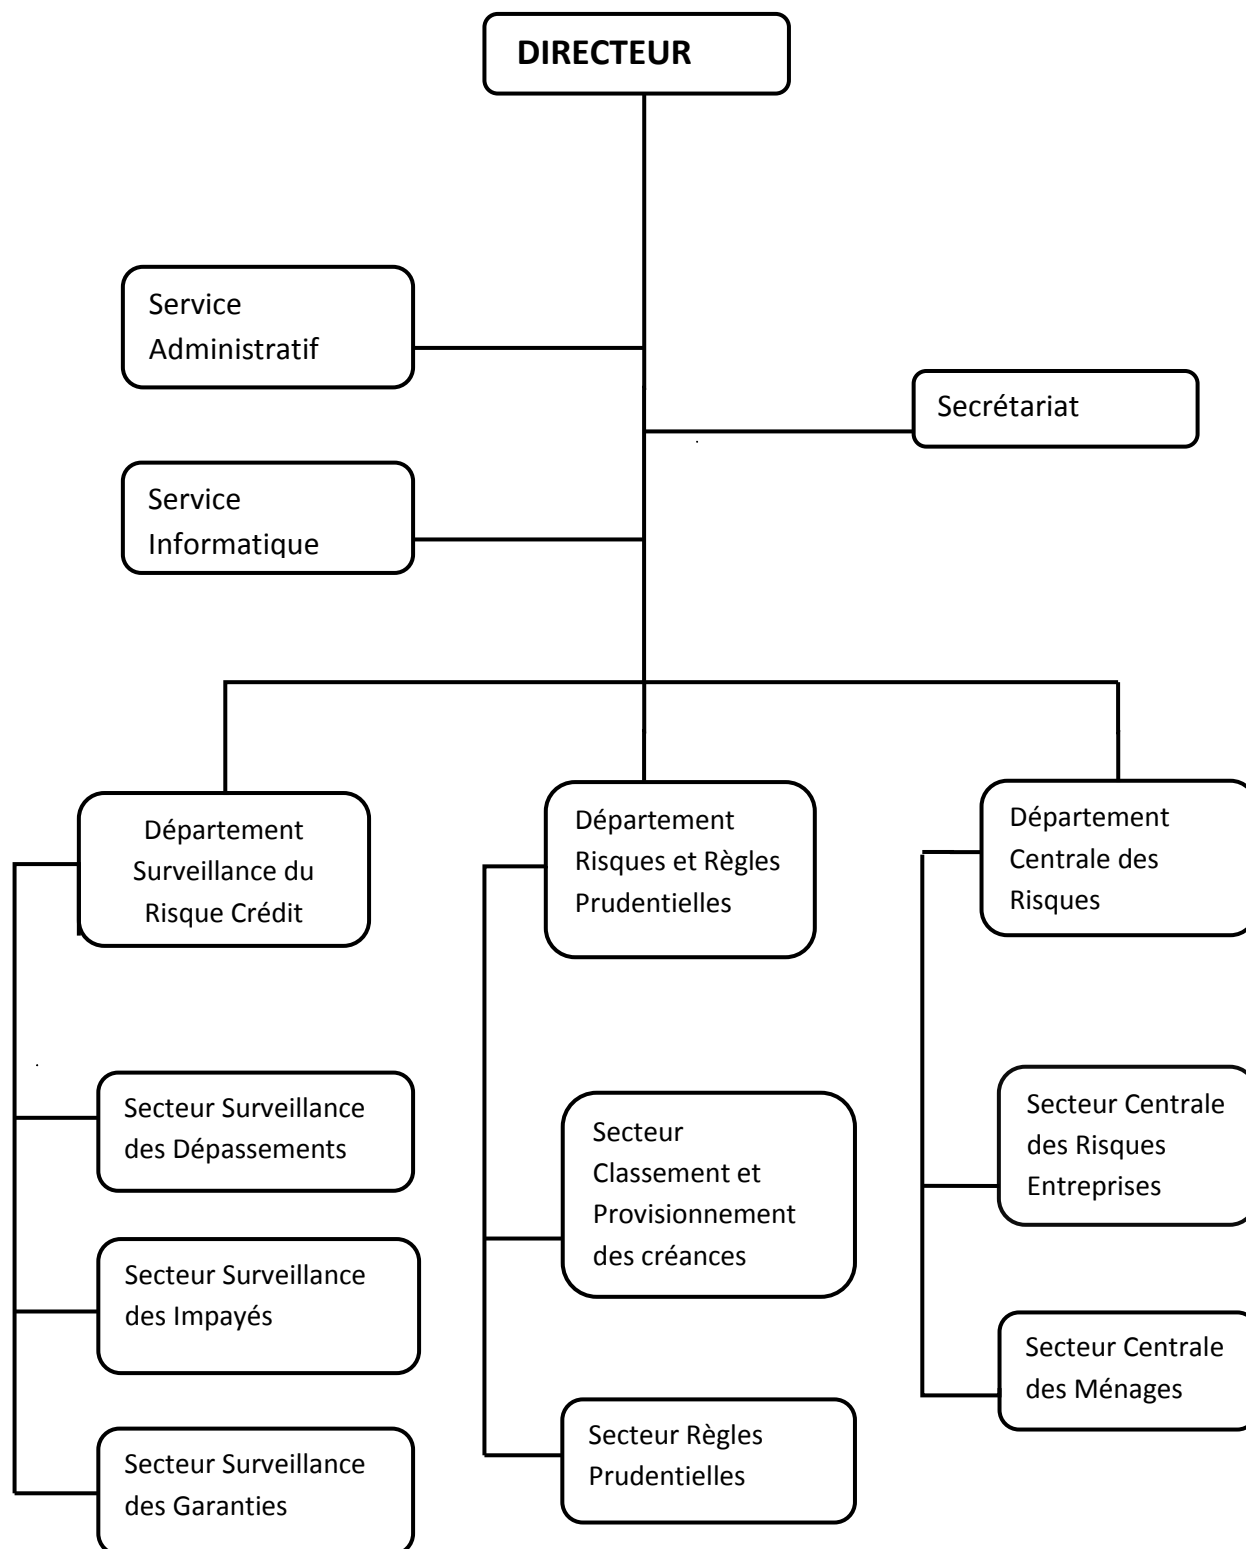 DIRECTEUR
Service
Administratif
Secrétariat
Service
Informatique
Département
Surveillance du
Risque Crédit
Département
Risques et Règles
Prudentielles
Département
Centrale des
Risques
Secteur Surveillance
des Dépassements
Secteur Surveillance
des Impayés
Secteur Surveillance
des Garanties
Secteur
Classement et
Provisionnement
des créances
Secteur Règles
Prudentielles
Secteur Centrale
des Risques
Entreprises
Secteur Centrale
des Ménages